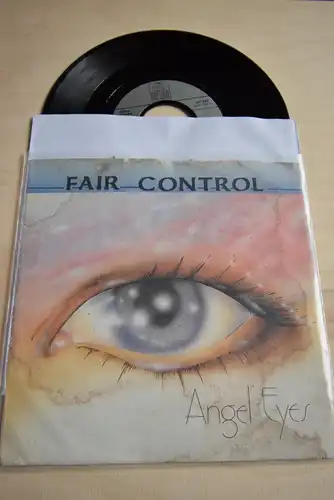 FAIR CONTROL
Angel Eyes